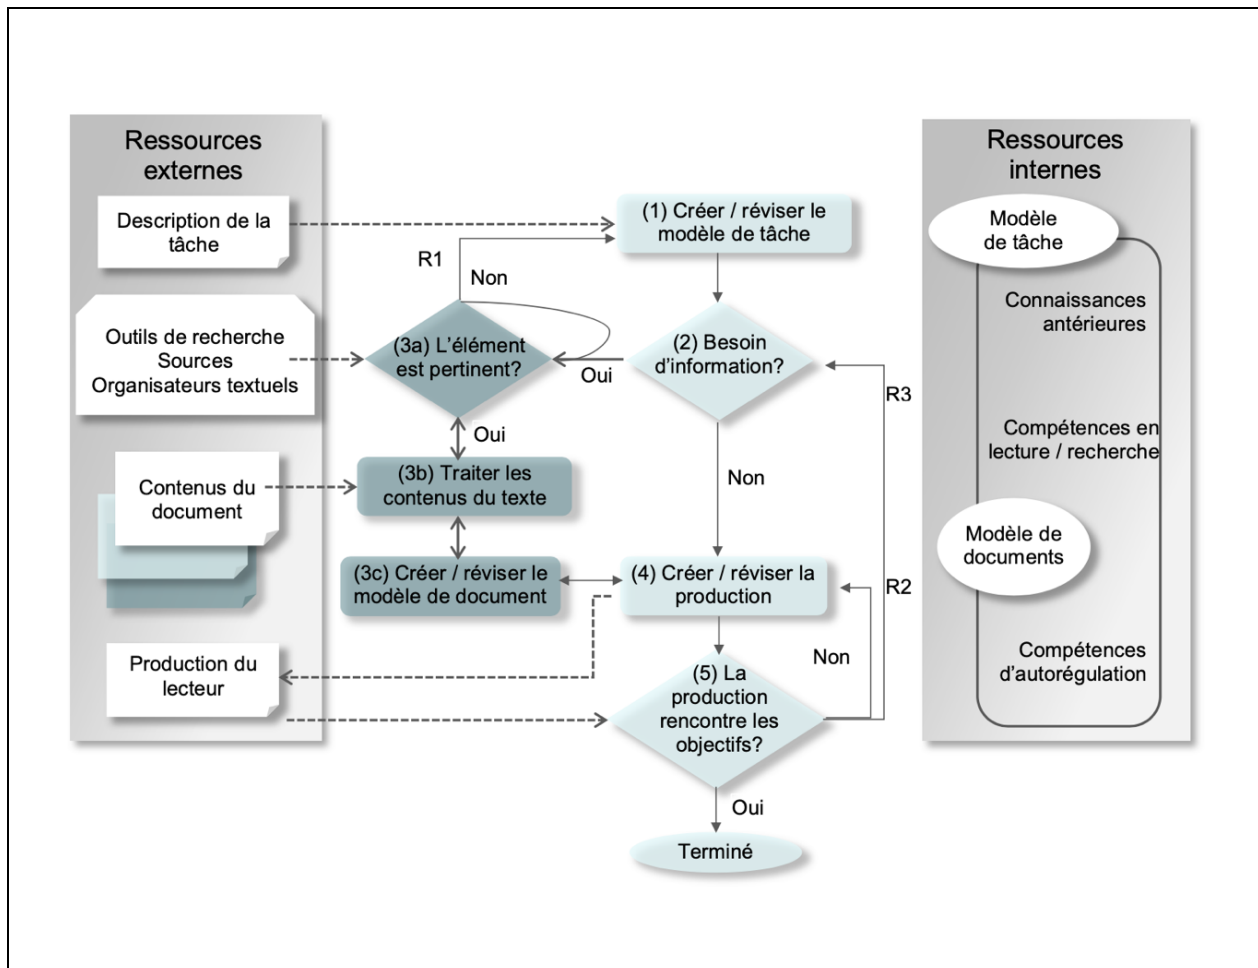 Ressources
externes
Description de la
tâche
Outils de recherche
Sources
Organisateurs textuels
Contenus du
document
Production du
lecteur
(1) Créer / réviser le
modèle de tâche
R1
Non
(3a) L'élément
est pertinent?
Oui
(2) Besoin
d'information?
Oui
(3b) Traiter les
contenus du texte
Non
(3c) Créer / réviser le
modèle de document
(4) Créer / réviser la
production
R3
R2
Non
(5) La
production
rencontre les
objectifs?
Oui
Terminé
Ressources
internes
Modèle
de tâche
Connaissances
antérieures
Compétences en
lecture / recherche
Modèle de
documents
Compétences
d'autorégulation